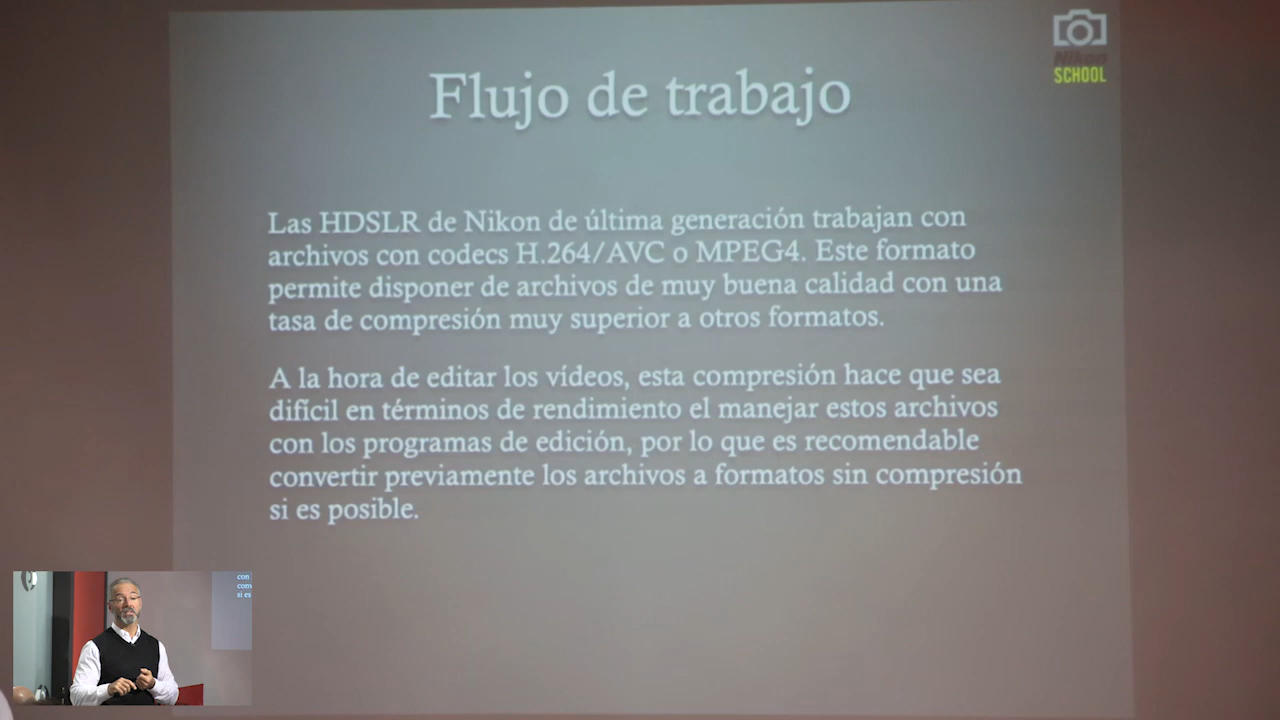 Nikon
SCHOOL
Flujo de trabajo
Las HDSLR de Nikon de última generación trabajan con
archivos con codecs H.264/AVC o MPEG4. Este formato
permite disponer de archivos de muy buena calidad con una
tasa de compresión muy superior a otros formatos.
A la hora de editar los vídeos, esta compresión hace que sea
difícil en términos de rendimiento el manejar estos archivos
con los programas de edición, por lo que es recomendable
convertir previamente los archivos a formatos sin compresión
si es posible.
con
si es